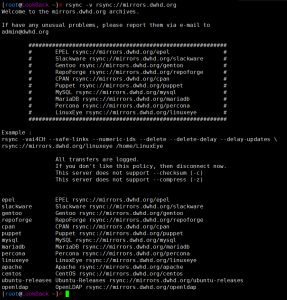 [root@ ~]# rsync -v rsync://mirrors.dwhd.org
Welcome to the mirrors.dwhd.org archives.
If have any unusual problems, please report them via e-mail to
admin@dwhd.org
####################################################
# EPEL rsync://mirrors.dwhd.org/epel #
# Slackware rsync://mirrors.dwhd.org/slackware #
# Gentoo rsync://mirrors.dwhd.org/gentoo #
# Repoforge rsync://mirrors.dwhd.org/repoforge #
# CPAN rsync://mirrors.dwhd.org/cpan #
# Puppet rsync://mirrors.dwhd.org/puppet #
# MySQL rsync://mirrors.dwhd.org/mysql #
# MariaDB rsync://mirrors.dwhd.org/mariadb #
# Percona rsync://mirrors.dwhd.org/percona #
# LinuxEye rsync://mirrors.dwhd.org/linuxeye #
####################################################
Example :
rsync -vai4CH --safe-links --numeric-ids --delete --delete-delay --delay-updates \
rsync://mirrors.dwhd.org/linuxeye /home/LinuxEye
All transfers are logged.
If you don't like this policy, then disconnect now.
This server does not support --checksum (-c)
This server does not support --compress (-z)
epel EPEL rsync://mirrors.dwhd.org/epel
slackware Slackware rsync://mirrors.dwhd.org/slackware
gentoo Gentoo rsync://mirrors.dwhd.org/gentoo
repoforge Repoforge rsync://mirrors.dwhd.org/repoforge
cpan CPAN rsync://mirrors.dwhd.org/cpan
puppet Puppet rsync://mirrors.dwhd.org/puppet
mysql MySQL rsync://mirrors.dwhd.org/mysql
mariadb MariaDB rsync://mirrors.dwhd.org/mariadb
percona Percona rsync://mirrors.dwhd.org/percona
linuxeye LinuxEye rsync://mirrors.dwhd.org/linuxeye
apache Apache rsync://mirrors.dwhd.org/apache
centos CentOS rsync://mirrors.dwhd.org/centos
ubuntu-releases Ubuntu-Releases rsync://mirrors.dwhd.org/ubuntu-releases
openldap OpenLDAP rsync://mirrors.dwhd.org/openldap
[root@ ~]#